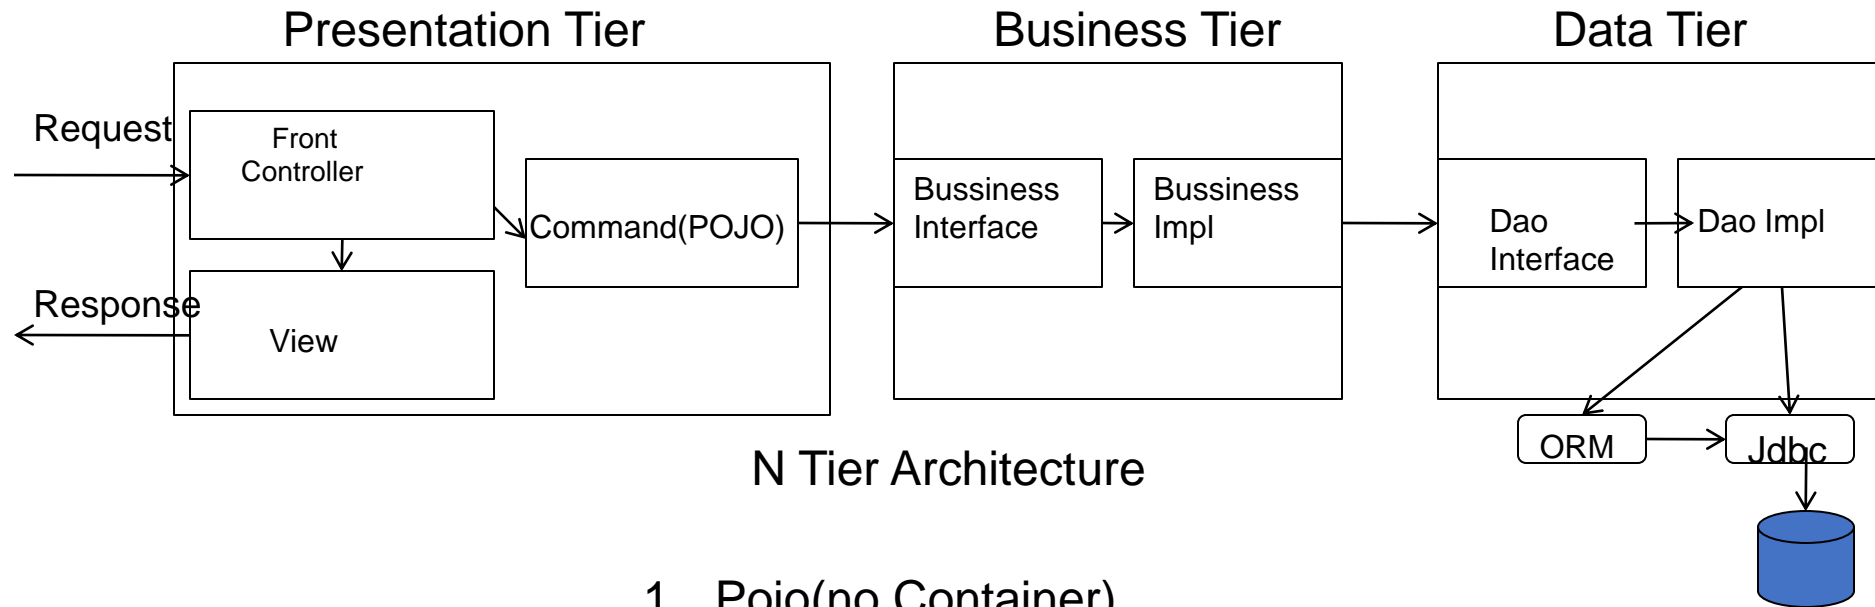 Presentation Tier
Business Tier
Data Tier
Request
Front
Controller
Command(POJO)
Bussiness
Interface
Bussiness
Impl
Dao
Interface
Dao Impl
Response
View
ORM
Jdbc
N Tier Architecture
1 Pojo(no Container)